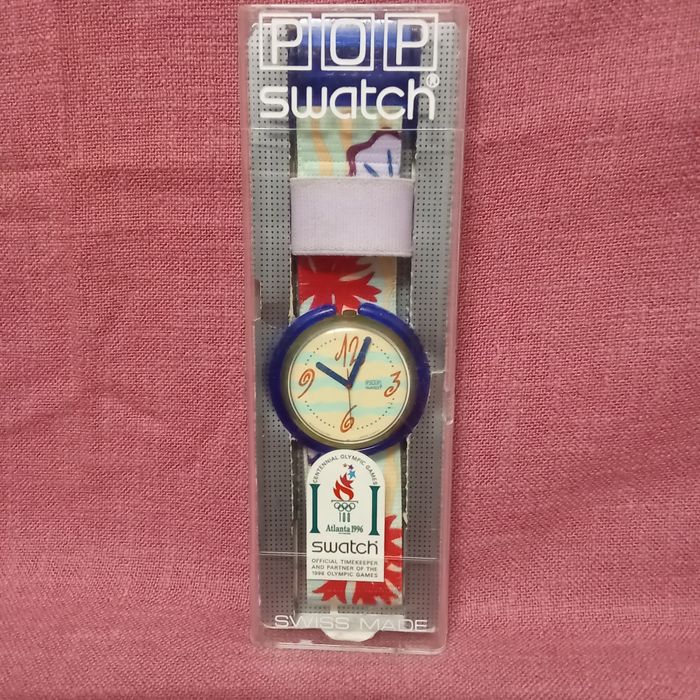 POP
swatch®
12
9
3
POP
swatch
6
CENTENNIAL OLYMPIC GAMES
100
Atlanta 1996
swatch
OFFICIAL TIMEKEEPER
AND PARTNER OF THE
1996 OLYMPIC GAMES
SWISS MADE